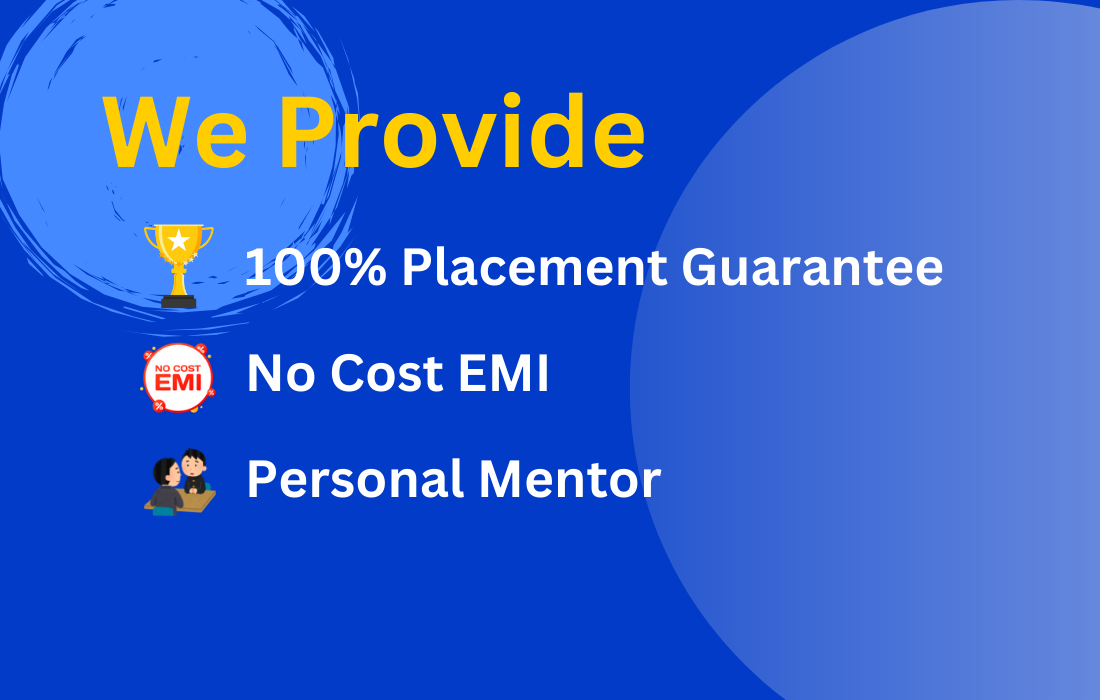 We Provide
100% Placement Guarantee
NO COST
EMI
No Cost EMI
Personal Mentor